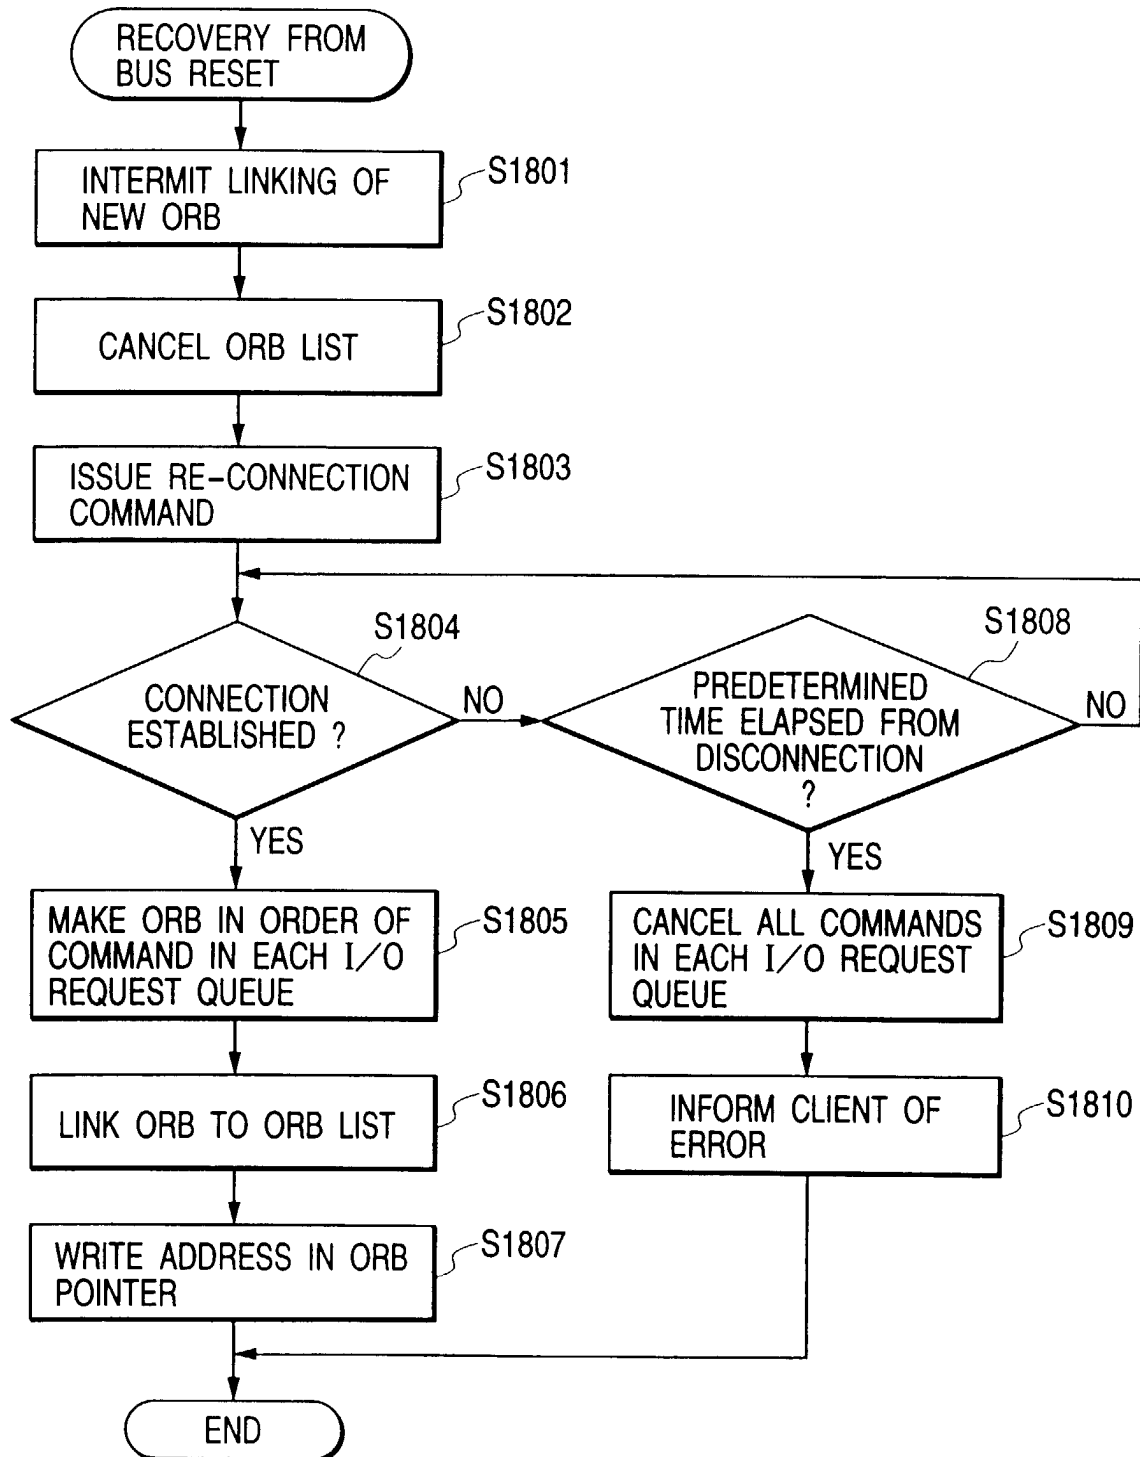 RECOVERY FROM
BUS RESET
INTERMIT LINKING OF
NEW ORB
S1801
CANCEL ORB LIST
S1802
ISSUE RE-CONNECTION
COMMAND
S1803
CONNECTION
ESTABLISHED ?
S1804
NO
YES
PREDETERMINED
TIME ELAPSED FROM
DISCONNECTION
?
S1808
NO
YES
MAKE ORB IN ORDER OF
COMMAND IN EACH I/O
REQUEST QUEUE
S1805
CANCEL ALL COMMANDS
IN EACH I/O REQUEST
QUEUE
S1809
LINK ORB TO ORB LIST
S1806
INFORM CLIENT OF
ERROR
S1810
WRITE ADDRESS IN ORB
POINTER
S1807
END